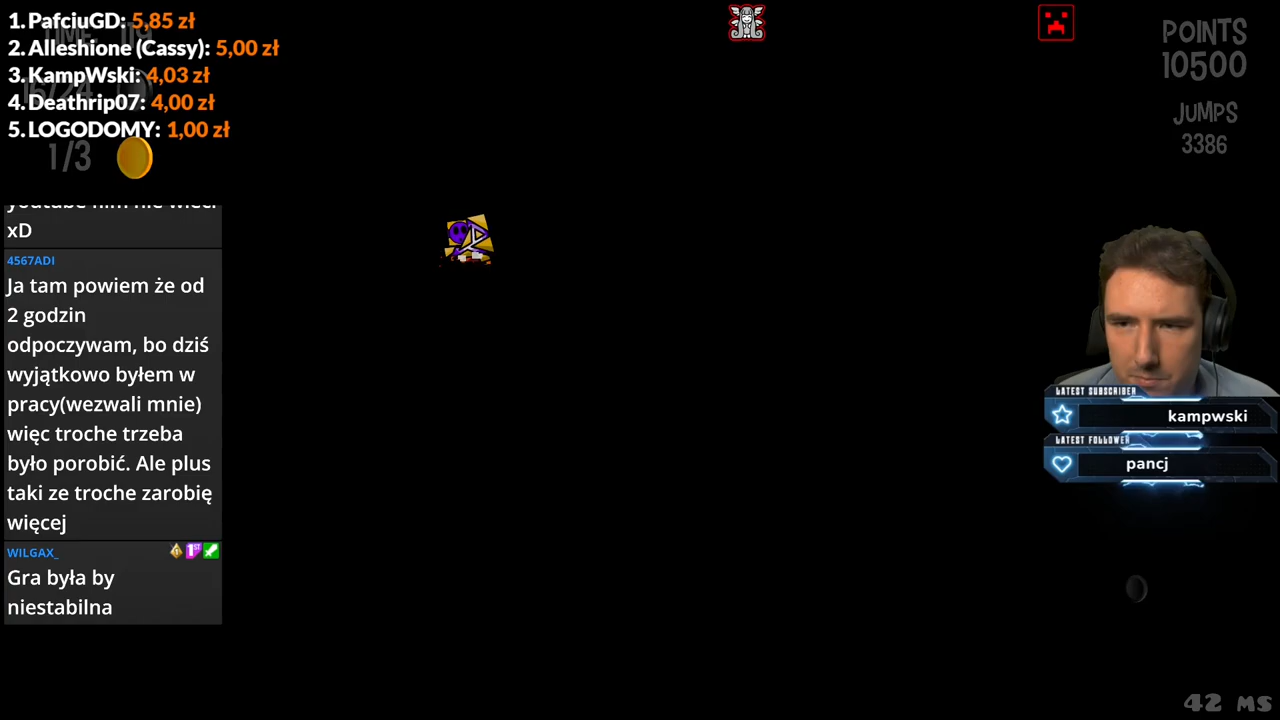 1. PafciuGD: 5,85 zł
2. Alleshione (Cassy): 5,00 zł
3. KampWski: 4,03 zł
4. Deathrip07: 4,00 zł
5. LOGODOMY: 1,00 zł
1/3
POINTS
10500
JUMPS
3386
xD
4567ADI
Ja tam powiem że od
2 godzin
odpoczywam, bo dziś
wyjątkowo byłem w
pracy(wezwali mnie)
więc troche trzeba
było porobić. Ale plus
taki ze troche zarobię
więcej
WILGAX_
1ST
Gra była by
niestabilna
LATEST SUBSCRIBER
kampwski
LATEST FOLLOWER
pancj
42 MS